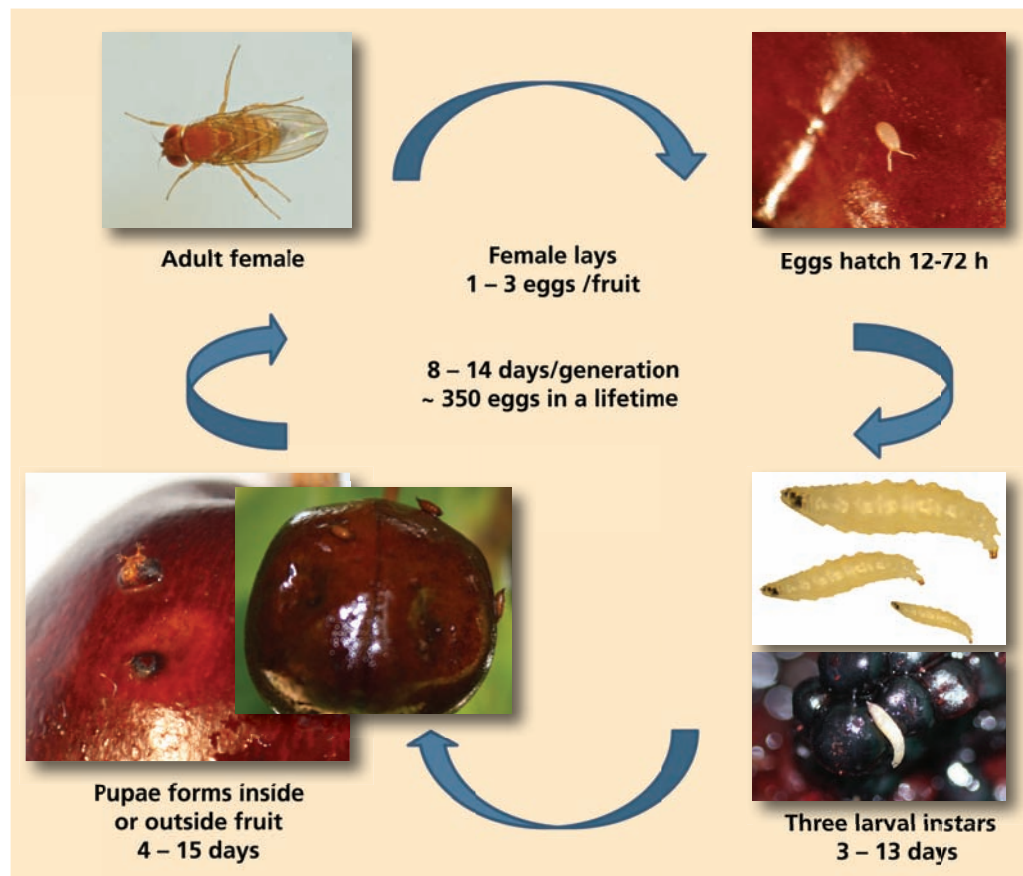 Adult female
Female lays
1 – 3 eggs /fruit
Eggs hatch 12-72 h
8 – 14 days/generation
~ 350 eggs in a lifetime
Pupae forms inside
or outside fruit
4 – 15 days
Three larval instars
3 – 13 days